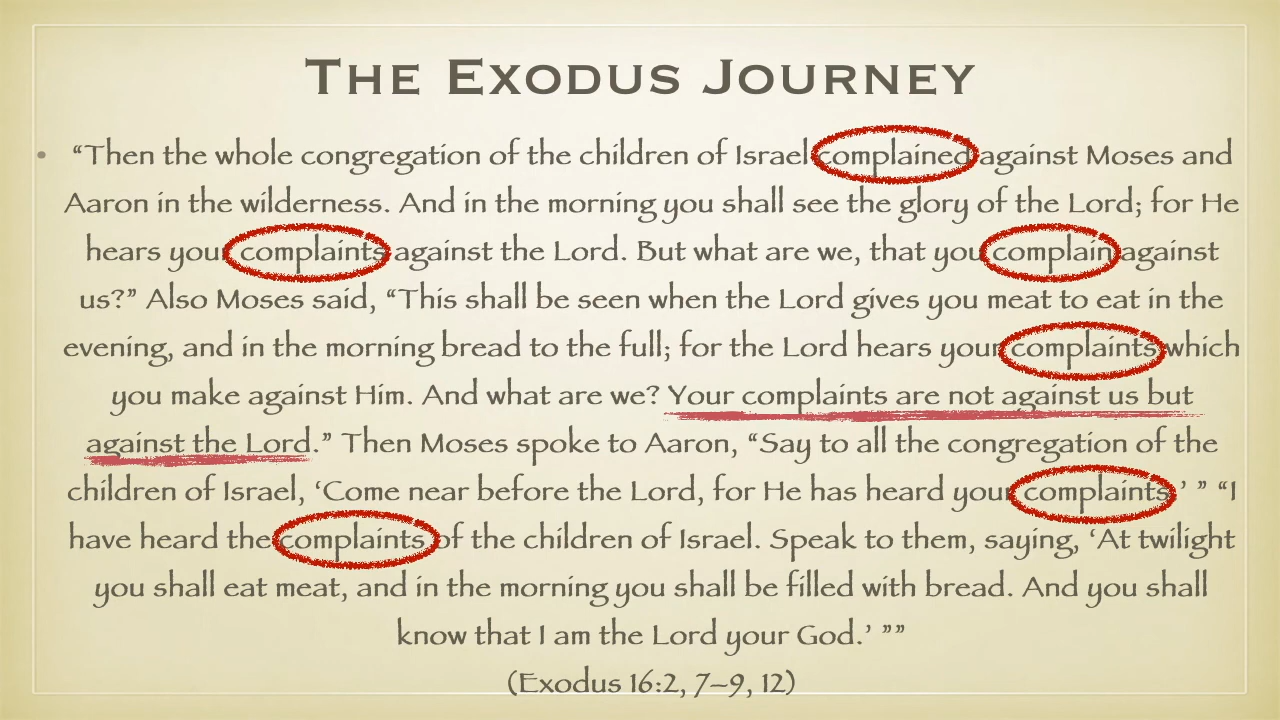 The Exodus Journey
• “Then the whole congregation of the children of Israel complained against Moses and
Aaron in the wilderness. And in the morning you shall see the glory of the Lord; for He
hears your complaints against the Lord. But what are we, that you complain against
us?” Also Moses said, “This shall be seen when the Lord gives you meat to eat in the
evening, and in the morning bread to the full; for the Lord hears your complaints which
you make against Him. And what are we? Your complaints are not against us but
against the Lord.” Then Moses spoke to Aaron, “Say to all the congregation of the
children of Israel, ‘Come near before the Lord, for He has heard your complaints.’ ” “I
have heard the complaints of the children of Israel. Speak to them, saying, ‘At twilight
you shall eat meat, and in the morning you shall be filled with bread. And you shall
know that I am the Lord your God.’ ””
(Exodus 16:2, 7–9, 12)